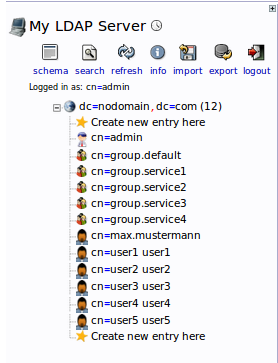 My LDAP Server
schema search refresh info import export logout
Logged in as: cn=admin
dc=nodomain, dc=com (12)
Create new entry here
cn=admin
cn=group.default
cn=group.service1
cn=group.service2
cn=group.service3
cn=group.service4
cn=max.mustermann
cn=user1 user1
cn=user2 user2
cn=user3 user3
cn=user4 user4
cn=user5 user5
Create new entry here